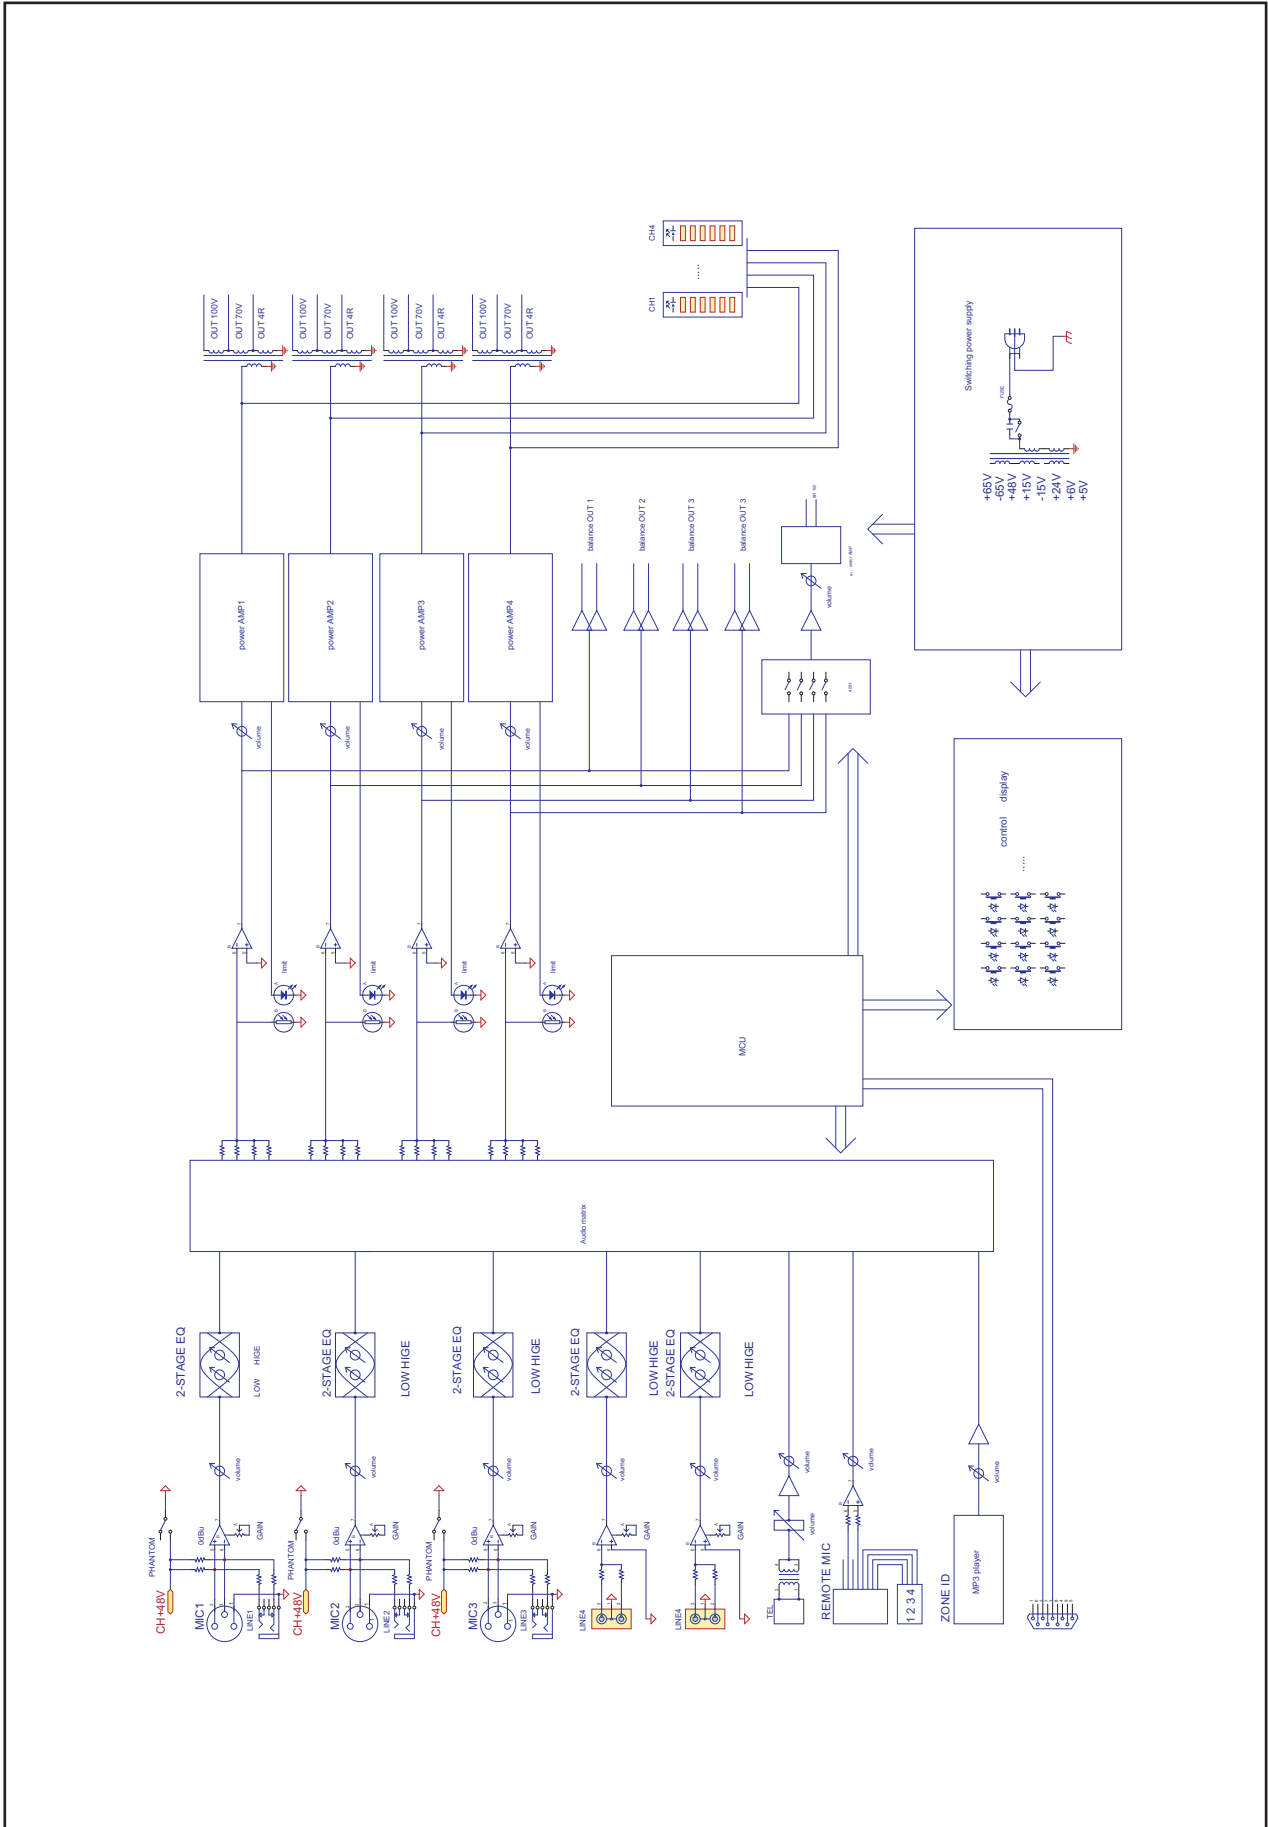 CH4
CH1
OUT 100V
OUT 70V
OUT 4R
OUT 100V
OUT 70V
OUT 4R
OUT 100V
OUT 70V
OUT 4R
OUT 100V
OUT 70V
OUT 4R
Switching power supply
FUSE
+65V
-65V
+48V
+15V
-15V
+24V
+6V
+5V
balance OUT 1
balance OUT 2
balance OUT 3
balance OUT 3
power AMP1
power AMP2
power AMP3
power AMP4
volume
volume
volume
volume
volume
control display
.....
limit
limit
limit
limit
MCU
Audio matrix
2-STAGE EQ
LOW HIGE
2-STAGE EQ
LOW HIGE
2-STAGE EQ
LOW HIGE
2-STAGE EQ
LOW HIGE
2-STAGE EQ
LOW HIGE
volume
volume
volume
volume
volume
volume
volume
volume
volume
PHANTOM
0dBu
GAIN
PHANTOM
0dBu
GAIN
PHANTOM
0dBu
GAIN
GAIN
GAIN
CH+48V
MIC1
LINE1
CH+48V
MIC2
LINE2
CH+48V
MIC3
LINE3
LINE4
LINE4
TEL
REMOTE MIC
1 2 3 4
ZONE ID
MP3 player